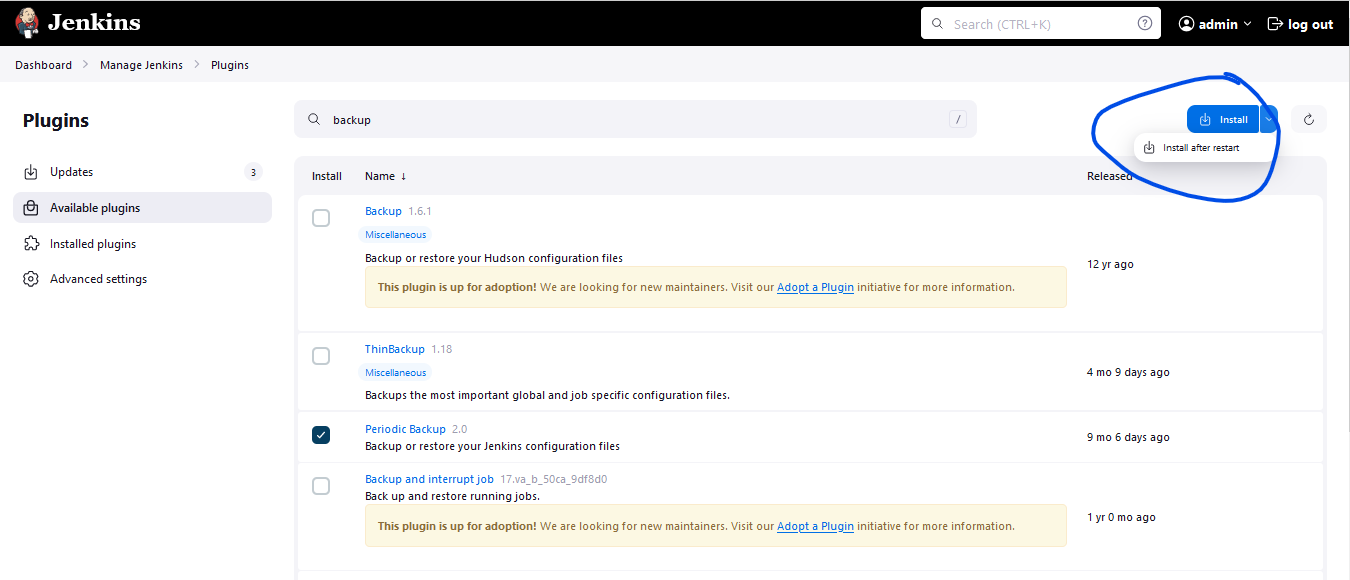 Jenkins
Search (CTRL+K)
admin
log out
Dashboard > Manage Jenkins > Plugins
Plugins
Updates 3
Available plugins
Installed plugins
Advanced settings
backup /
Install
Install after restart
Install Name ↓ Released
Backup 1.6.1
Miscellaneous
Backup or restore your Hudson configuration files
This plugin is up for adoption! We are looking for new maintainers. Visit our Adopt a Plugin initiative for more information.
12 yr ago
ThinBackup 1.18
Miscellaneous
Backups the most important global and job specific configuration files.
4 mo 9 days ago
Periodic Backup 2.0
Backup or restore your Jenkins configuration files
9 mo 6 days ago
Backup and interrupt job 17.va_b_50ca_9df8d0
Back up and restore running jobs.
This plugin is up for adoption! We are looking for new maintainers. Visit our Adopt a Plugin initiative for more information.
1 yr 0 mo ago